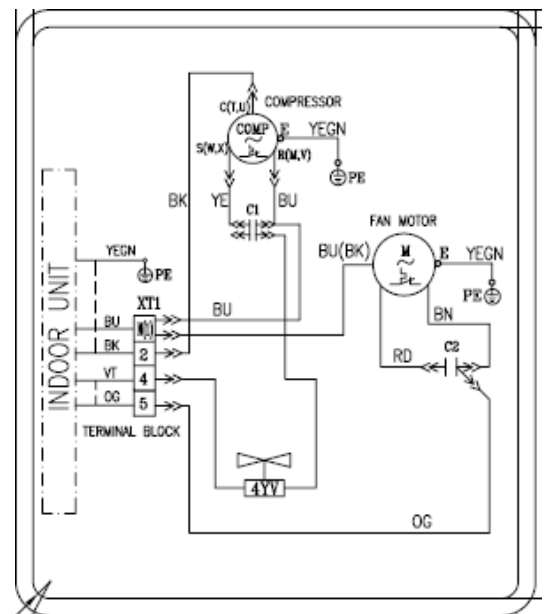 C(T,U) COMPRESSOR
COMP
E
YEGN
S(W,X)
R(M,V)
PE
BK
YE
BU
C1
FAN MOTOR
BU(BK)
M
E
YEGN
PE
BN
INDOOR UNIT
YEGN
PE
XT1
BU
N(1)
BU
BK
2
VT
4
OG
5
TERMINAL BLOCK
RD
C2
4YV
OG